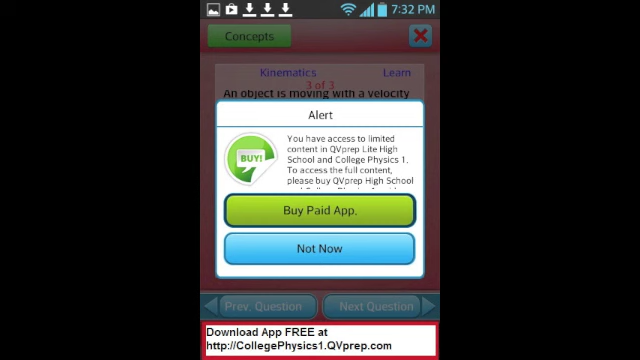 7:32 PM
Concepts
Kinematics Learn
3 of 3
An object is moving with a velocity
Alert
BUY!
You have access to limited
content in QVprep Lite High
School and College Physics 1.
To access the full content,
please buy QVprep High School
Buy Paid App.
Not Now
Prev. Question Next Question
Download App FREE at
http://CollegePhysics1.QVprep.com